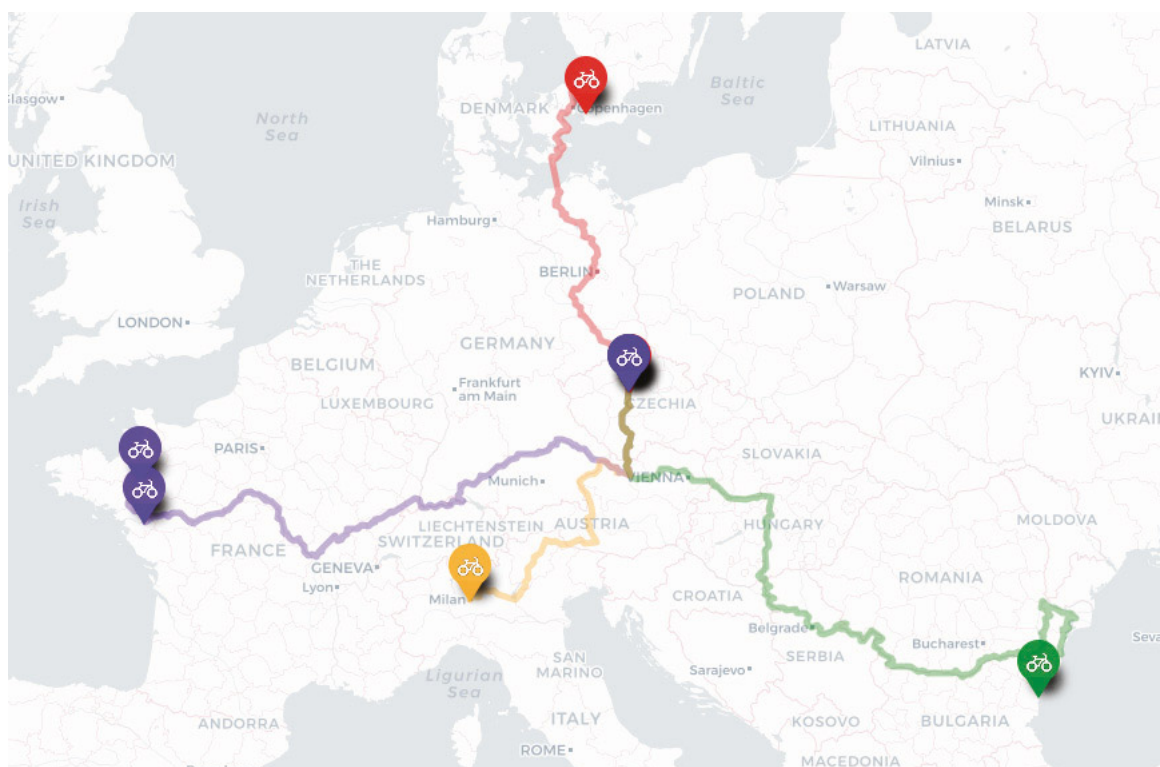 LATVIA
Baltic
Sea
Glasgow
DENMARK
Copenhagen
North
Sea
LITHUANIA
UNITED KINGDOM
Vilnius
Irish
Sea
Minsk
BELARUS
Hamburg
THE
NETHERLANDS
BERLIN
POLAND
Warsaw
LONDON
GERMANY
BELGIUM
KYIV
Frankfurt
am Main
LUXEMBOURG
CZECHIA
UKRAI
PARIS
SLOVAKIA
Munich
VIENNA
LIECHTENSTEIN
AUSTRIA
HUNGARY
MOLDOVA
SWITZERLAND
FRANCE
GENEVA
ROMANIA
Lyon
Milan
CROATIA
Belgrade
Bucharest
Seva
SERBIA
SAN
MARINO
Sarajevo
Ligurian
Sea
ANDORRA
ITALY
KOSOVO
BULGARIA
ROME
MACEDONIA